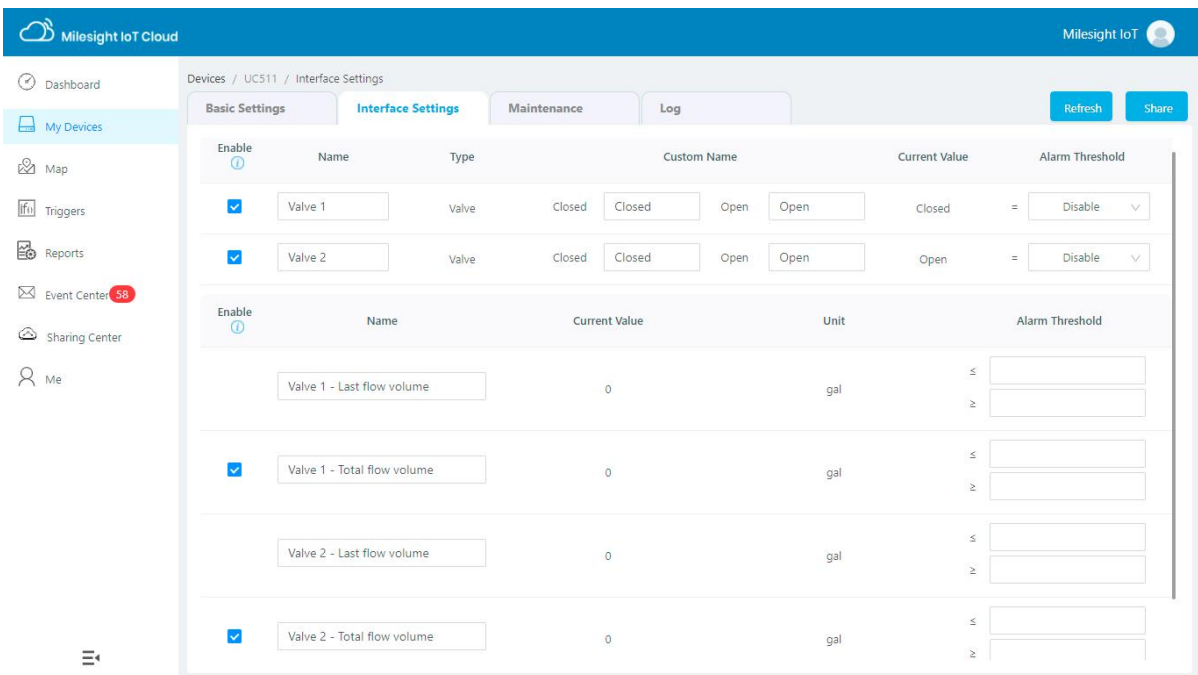 Milesight IoT Cloud
Milesight IoT
Dashboard
My Devices
Map
Triggers
Reports
Event Center 58
Sharing Center
Me
Devices / UC511 / Interface Settings
Basic Settings Interface Settings Maintenance Log Refresh Share
Enable Name Type Custom Name Current Value Alarm Threshold
Valve 1 Valve Closed Closed Open Open Closed = Disable
Valve 2 Valve Closed Closed Open Open Open = Disable
Enable Name Current Value Unit Alarm Threshold
Valve 1 - Last flow volume 0 gal ≤
≥
Valve 1 - Total flow volume 0 gal ≤
≥
Valve 2 - Last flow volume 0 gal ≤
≥
Valve 2 - Total flow volume 0 gal ≤
≥